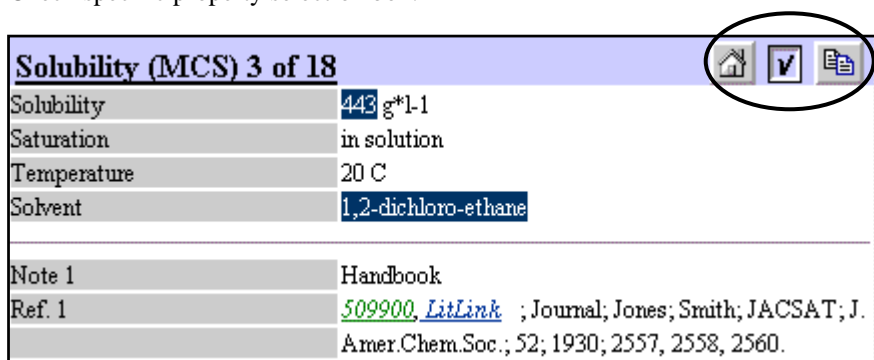 Solubility (MCS) 3 of 18
Solubility 443 g*l-1
Saturation in solution
Temperature 20 C
Solvent 1,2-dichloro-ethane
Note 1 Handbook
Ref. 1 509900, LitLink ; Journal; Jones; Smith; JACSAT; J.
Amer.Chem.Soc.; 52; 1930; 2557, 2558, 2560.